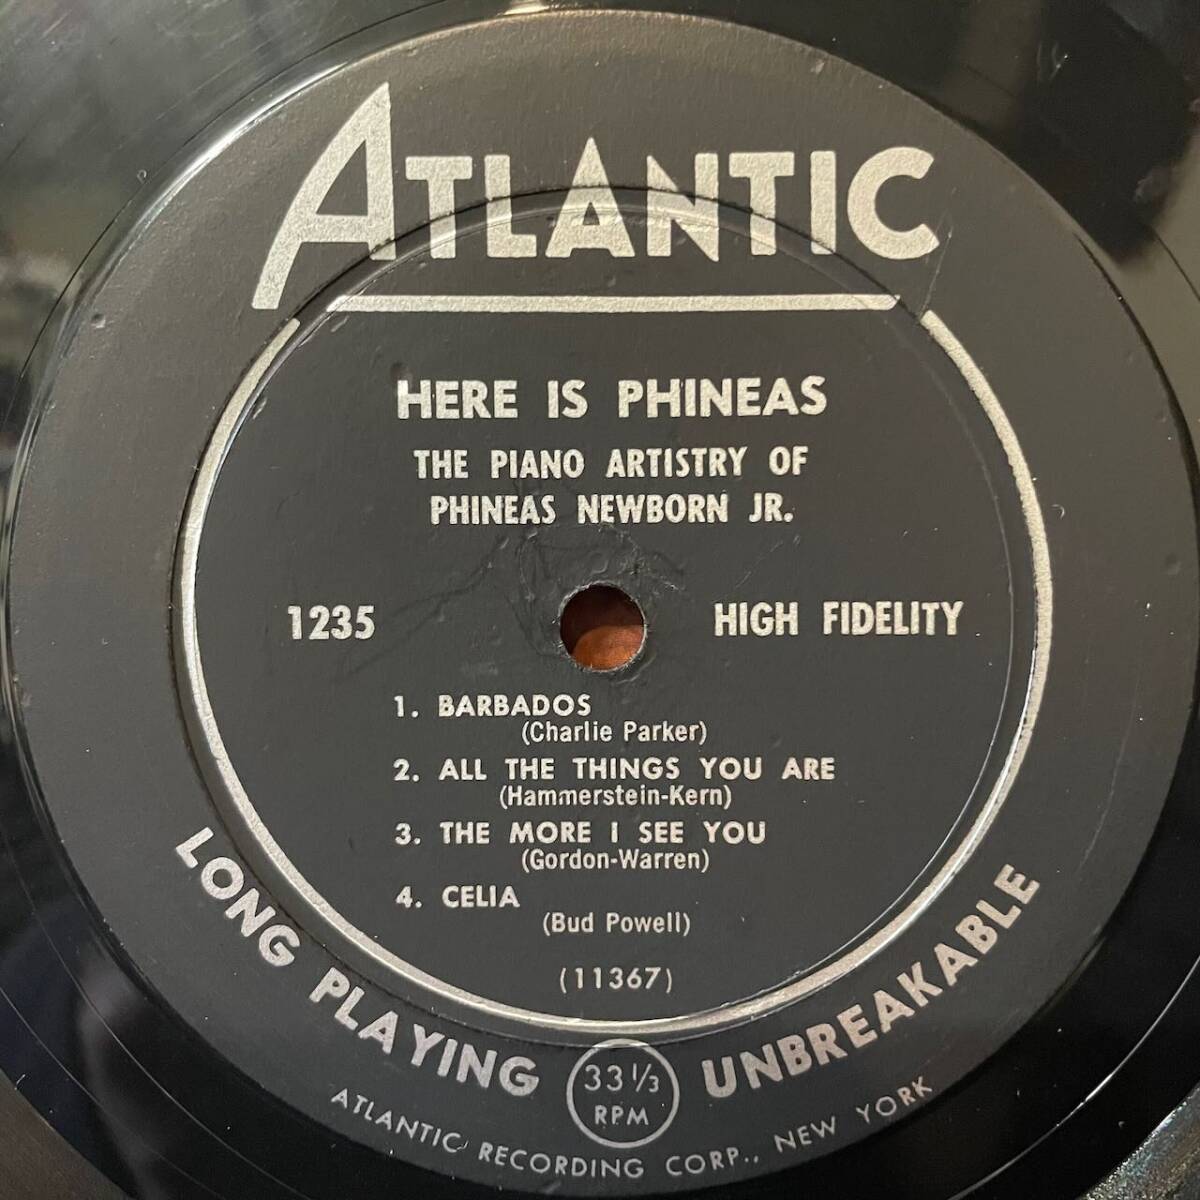 ATLANTIC
HERE IS PHINEAS
THE PIANO ARTISTRY OF
PHINEAS NEWBORN JR.
1235
HIGH FIDELITY
1. BARBADOS
(Charlie Parker)
2. ALL THE THINGS YOU ARE
(Hammerstein-Kern)
3. THE MORE I SEE YOU
(Gordon-Warren)
4. CELIA
(Bud Powell)
(11367)
LONG PLAYING
33 1/3
RPM
UNBREAKABLE
ATLANTIC RECORDING CORP., NEW YORK